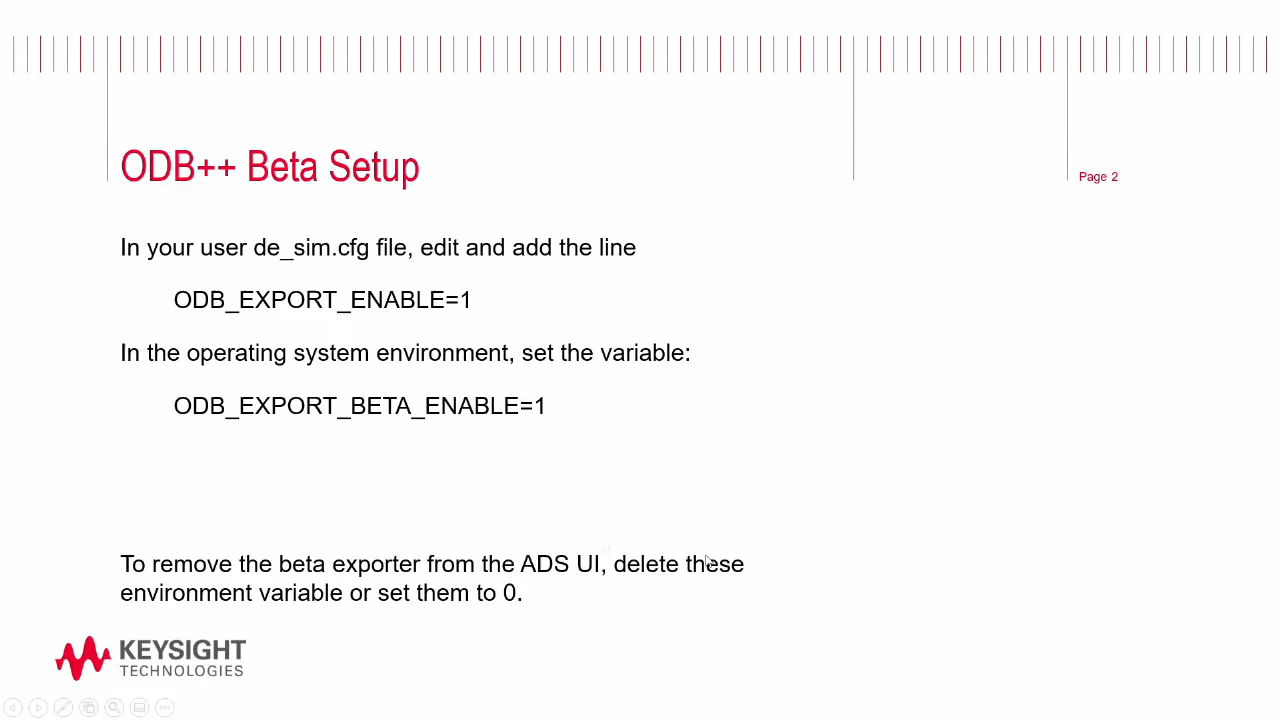 ODB++ Beta Setup
Page 2
In your user de_sim.cfg file, edit and add the line
ODB_EXPORT_ENABLE=1
In the operating system environment, set the variable:
ODB_EXPORT_BETA_ENABLE=1
To remove the beta exporter from the ADS UI, delete these
environment variable or set them to 0.
KEYSIGHT
TECHNOLOGIES